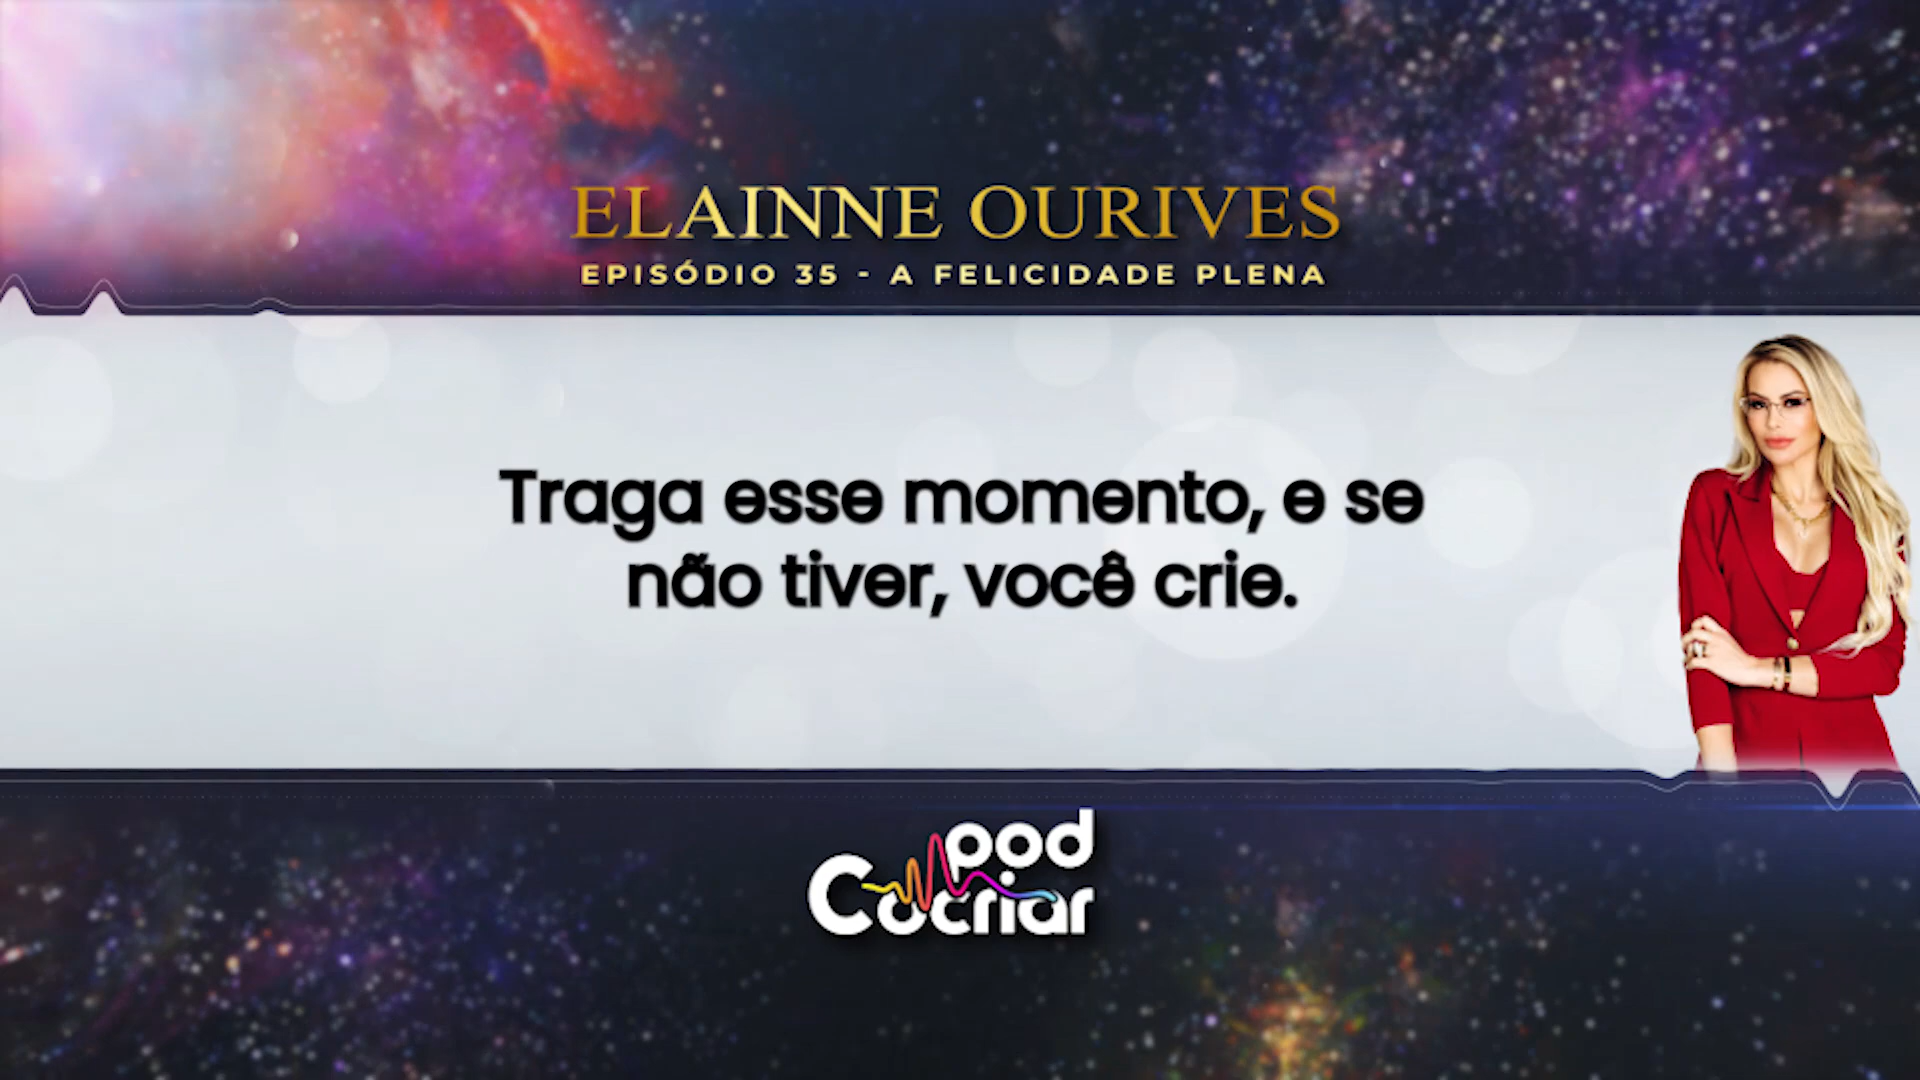 ELAINNE OURIVES
EPISÓDIO 35 - A FELICIDADE PLENA
Traga esse momento, e se
não tiver, você crie.
pod
Cocriar